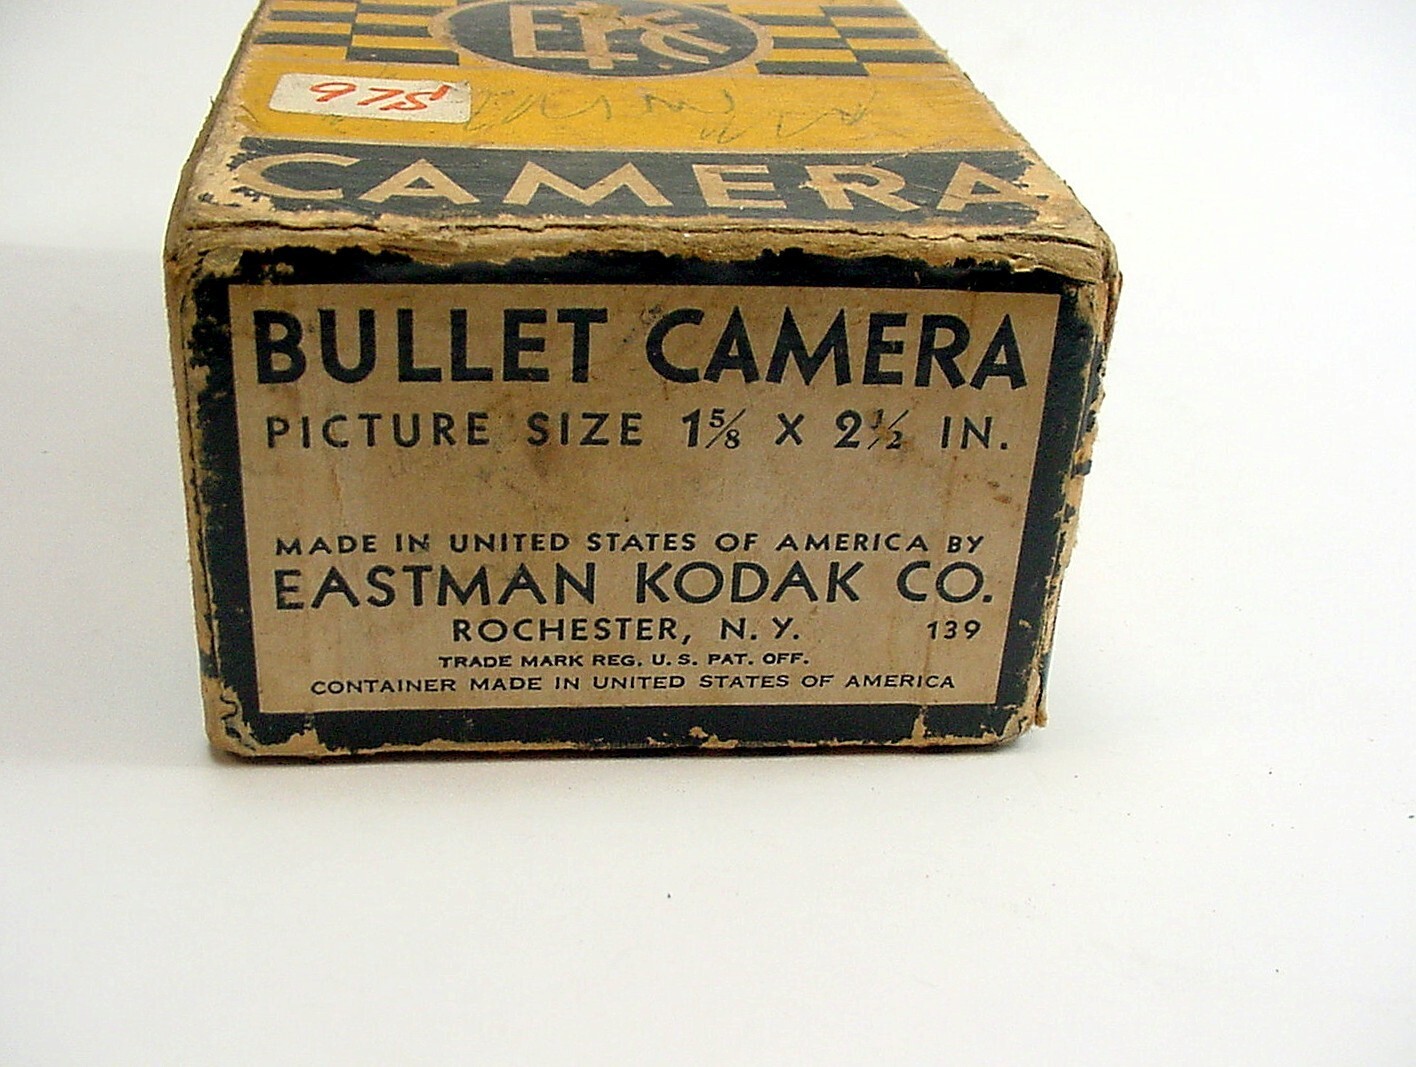 EKC
CAMERA
BULLET CAMERA
PICTURE SIZE 1⅝ X 2½ IN.
MADE IN UNITED STATES OF AMERICA BY
EASTMAN KODAK CO.
ROCHESTER, N. Y. 139
TRADE MARK REG. U. S. PAT. OFF.
CONTAINER MADE IN UNITED STATES OF AMERICA